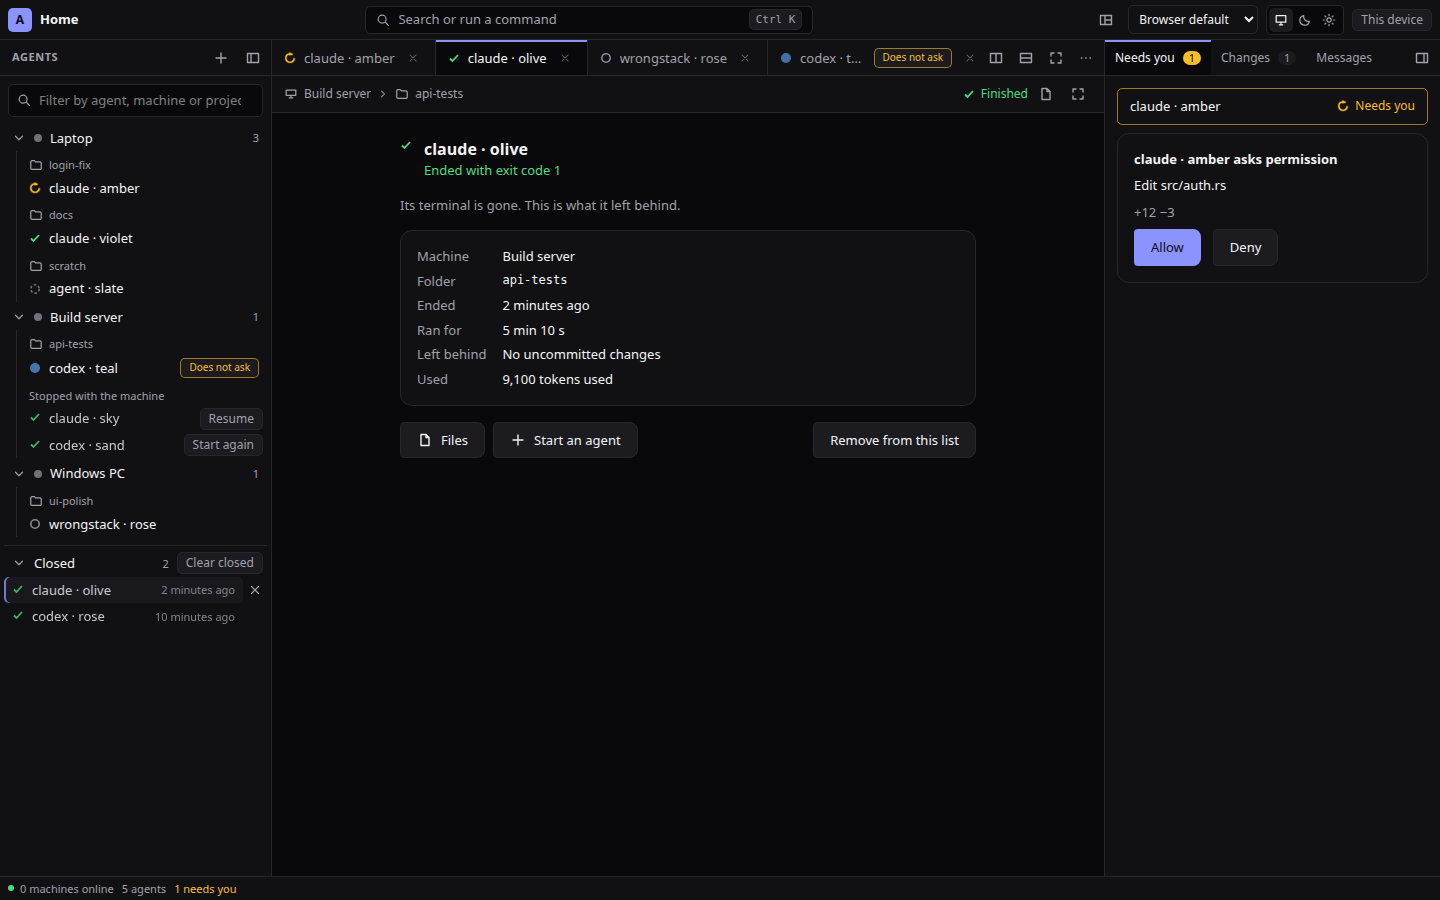 A Home
Search or run a command
Ctrl K
Browser default
This device
AGENTS
claude · amber
claude · olive
wrongstack · rose
codex · t...
Does not ask
Needs you 1
Changes 1
Messages
Filter by agent, machine or projec
Laptop 3
login-fix
claude · amber
docs
claude · violet
scratch
agent · slate
Build server 1
api-tests
codex · teal Does not ask
Stopped with the machine
claude · sky Resume
codex · sand Start again
Windows PC 1
ui-polish
wrongstack · rose
Closed 2 Clear closed
claude · olive 2 minutes ago
codex · rose 10 minutes ago
Build server
api-tests
Finished
claude · olive
Ended with exit code 1
Its terminal is gone. This is what it left behind.
Machine Build server
Folder api-tests
Ended 2 minutes ago
Ran for 5 min 10 s
Left behind No uncommitted changes
Used 9,100 tokens used
Files
Start an agent
Remove from this list
claude · amber Needs you
claude · amber asks permission
Edit src/auth.rs
+12 −3
Allow
Deny
0 machines online 5 agents 1 needs you